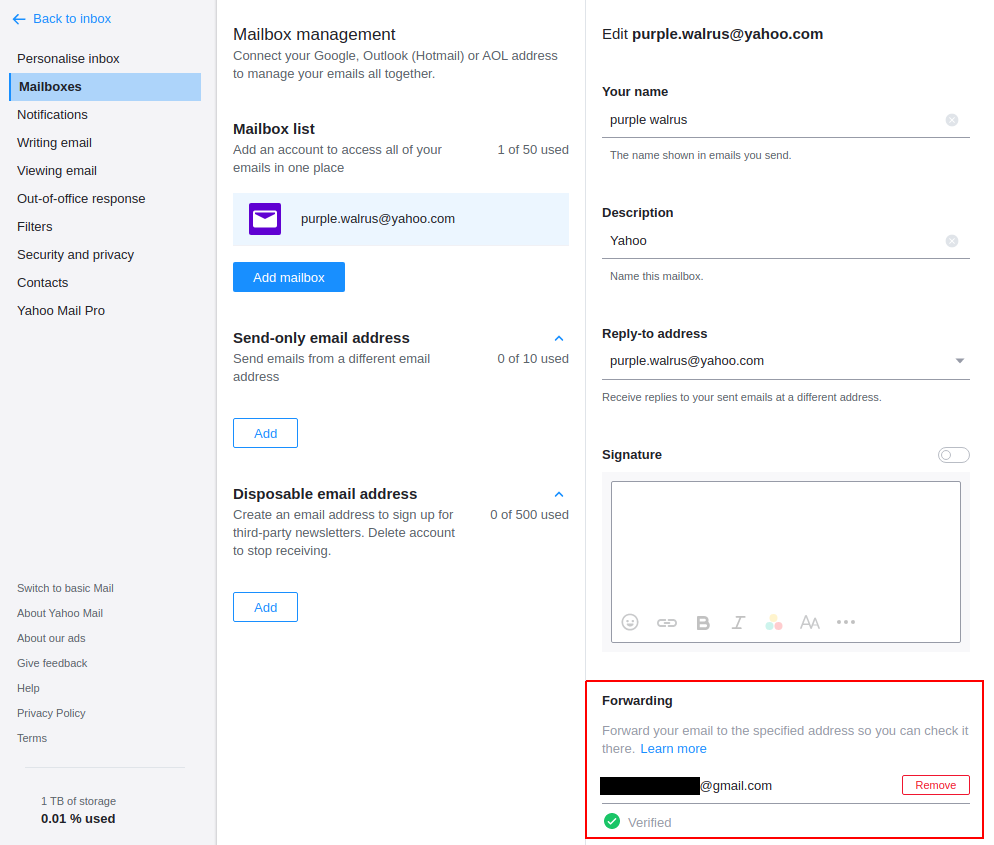 Back to inbox
Personalise inbox
Mailboxes
Notifications
Writing email
Viewing email
Out-of-office response
Filters
Security and privacy
Contacts
Yahoo Mail Pro
Switch to basic Mail
About Yahoo Mail
About our ads
Give feedback
Help
Privacy Policy
Terms
1 TB of storage
0.01 % used
Mailbox management
Connect your Google, Outlook (Hotmail) or AOL address
to manage your emails all together.
Mailbox list
Add an account to access all of your 1 of 50 used
emails in one place
purple.walrus@yahoo.com
Add mailbox
Send-only email address
Send emails from a different email 0 of 10 used
address
Add
Disposable email address
Create an email address to sign up for 0 of 500 used
third-party newsletters. Delete account
to stop receiving.
Add
Edit purple.walrus@yahoo.com
Your name
purple walrus
The name shown in emails you send.
Description
Yahoo
Name this mailbox.
Reply-to address
purple.walrus@yahoo.com
Receive replies to your sent emails at a different address.
Signature
B I AA
Forwarding
Forward your email to the specified address so you can check it
there. Learn more
@gmail.com Remove
Verified